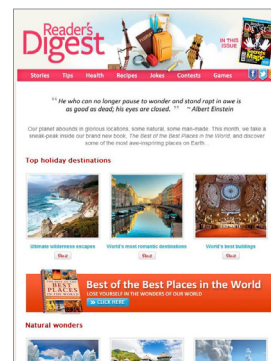 Reader's
Digest
IN THIS
ISSUE
Stories Tips Health Recipes Jokes Contests Games
"He who can no longer pause to wonder and stand rapt in awe is
as good as dead; his eyes are closed." ~ Albert Einstein
Our planet abounds in glorious locations, some natural, some man-made. This month, we take a
sneak-peek inside our brand new book, The Best of the Best Places in the World, and discover
some of the most awe-inspiring places on Earth...
Top holiday destinations
Ultimate wilderness escapes World's most romantic destinations World's best buildings
BEST
PLACES
Best of the Best Places in the World
LOSE YOURSELF IN THE WONDERS OF OUR WORLD
CLICK HERE
Natural wonders